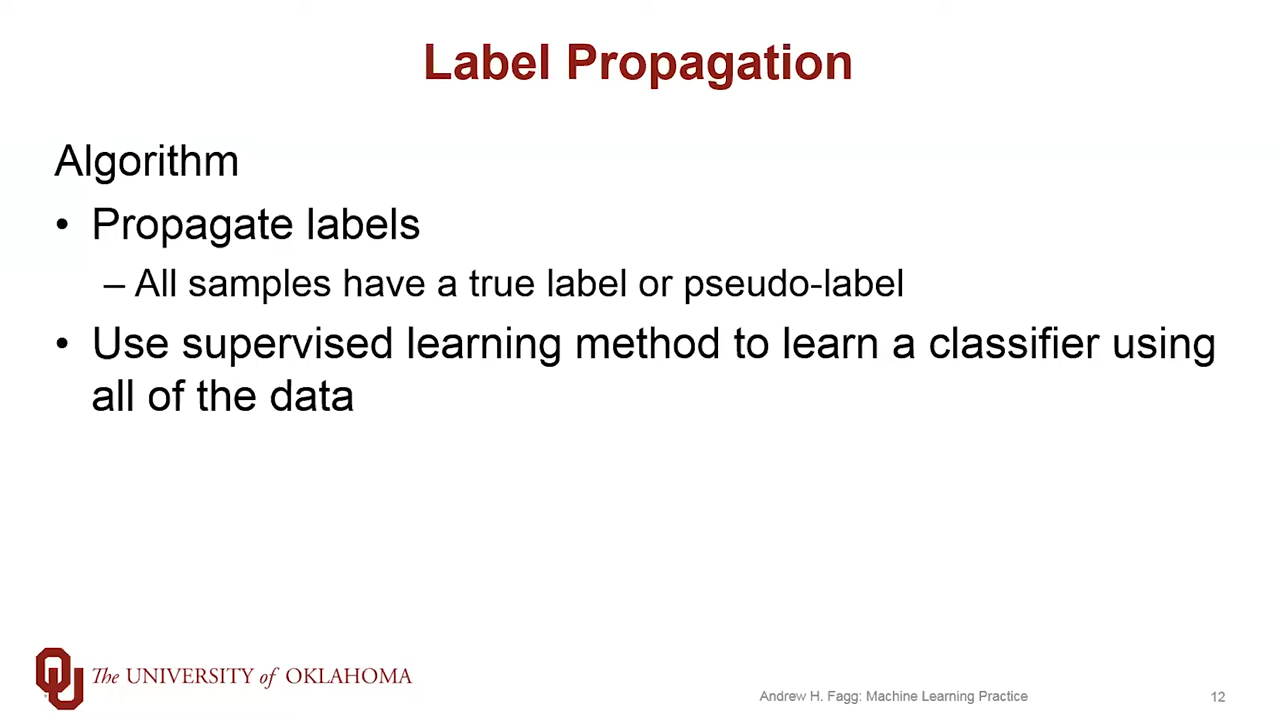 Label Propagation
Algorithm
• Propagate labels
– All samples have a true label or pseudo-label
• Use supervised learning method to learn a classifier using
all of the data
The UNIVERSITY of OKLAHOMA
Andrew H. Fagg: Machine Learning Practice
12